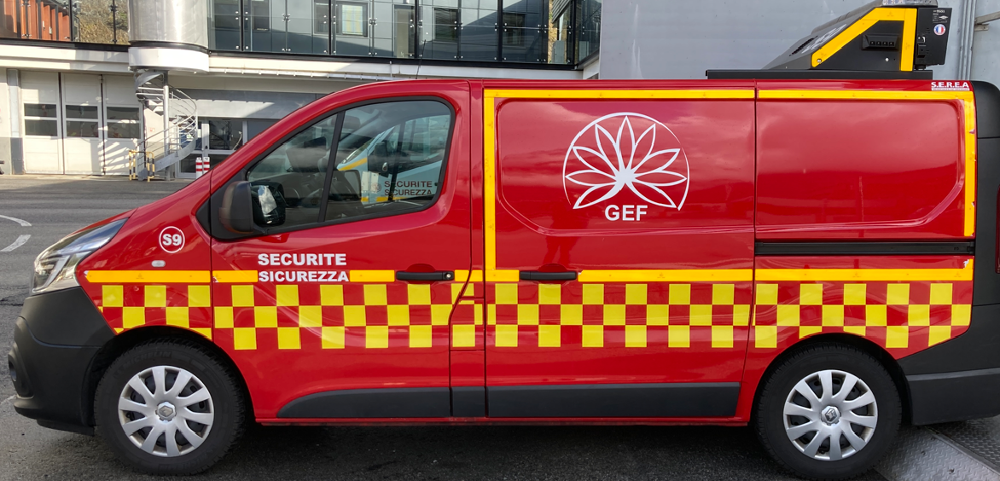 S.E.R.E.A
SECURITE
SICUREZZA
GEF
S9
SECURITE
SICUREZZA